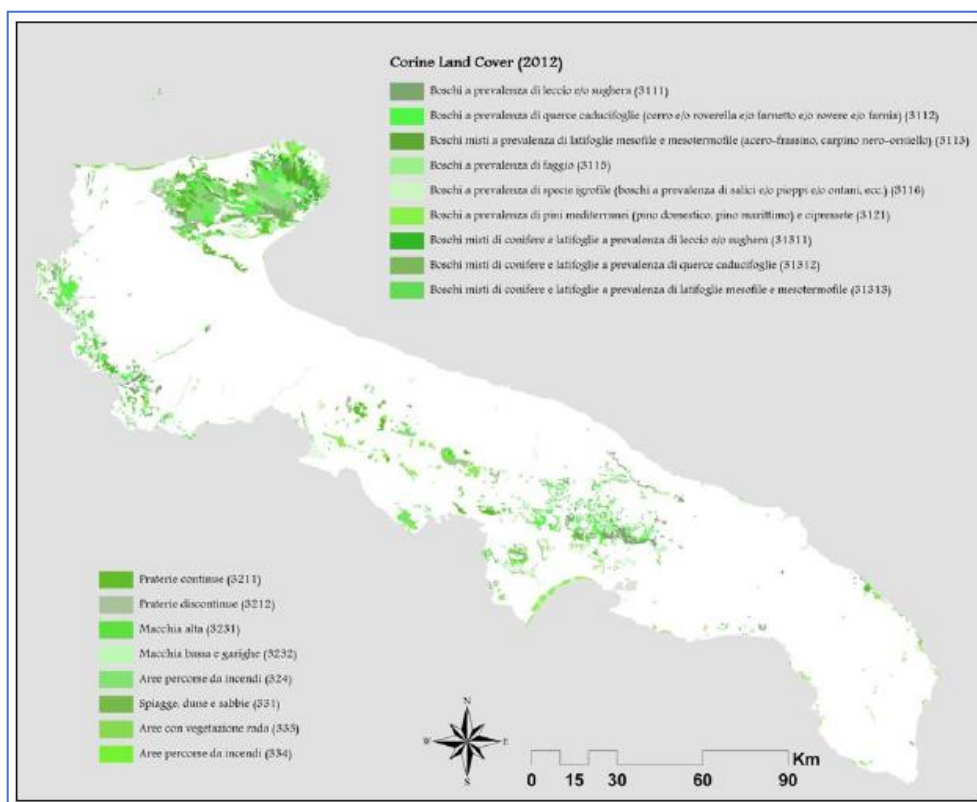 Corine Land Cover (2012)
Boschi a prevalenza di leccio e/o sughera (3111)
Boschi a prevalenza di querce caducifoglie (cerro e/o roverella e/o farnetto e/o rovere e/o farnia) (3112)
Boschi misti a prevalenza di latifoglie mesofile e mesotermofile (acero-frassino, carpino nero-orniello) (3113)
Boschi a prevalenza di faggio (3115)
Boschi a prevalenza di specie igrofile (boschi a prevalenza di salici e/o pioppi e/o ontani, ecc.) (3116)
Boschi a prevalenza di pini mediterranei (pino domestico, pino marittimo) e cipressete (3121)
Boschi misti di conifere e latifoglie a prevalenza di leccio e/o sughera (31311)
Boschi misti di conifere e latifoglie a prevalenza di querce caducifoglie (31312)
Boschi misti di conifere e latifoglie a prevalenza di latifoglie mesofile e mesotermofile (31313)
Praterie continue (3211)
Praterie discontinue (3212)
Macchia alta (3231)
Macchia bassa e garighe (3232)
Aree percorse da incendi (324)
Spiagge, dune e sabbie (331)
Aree con vegetazione rada (333)
Aree percorse da incendi (334)
N
W E
S
Km
0 15 30 60 90